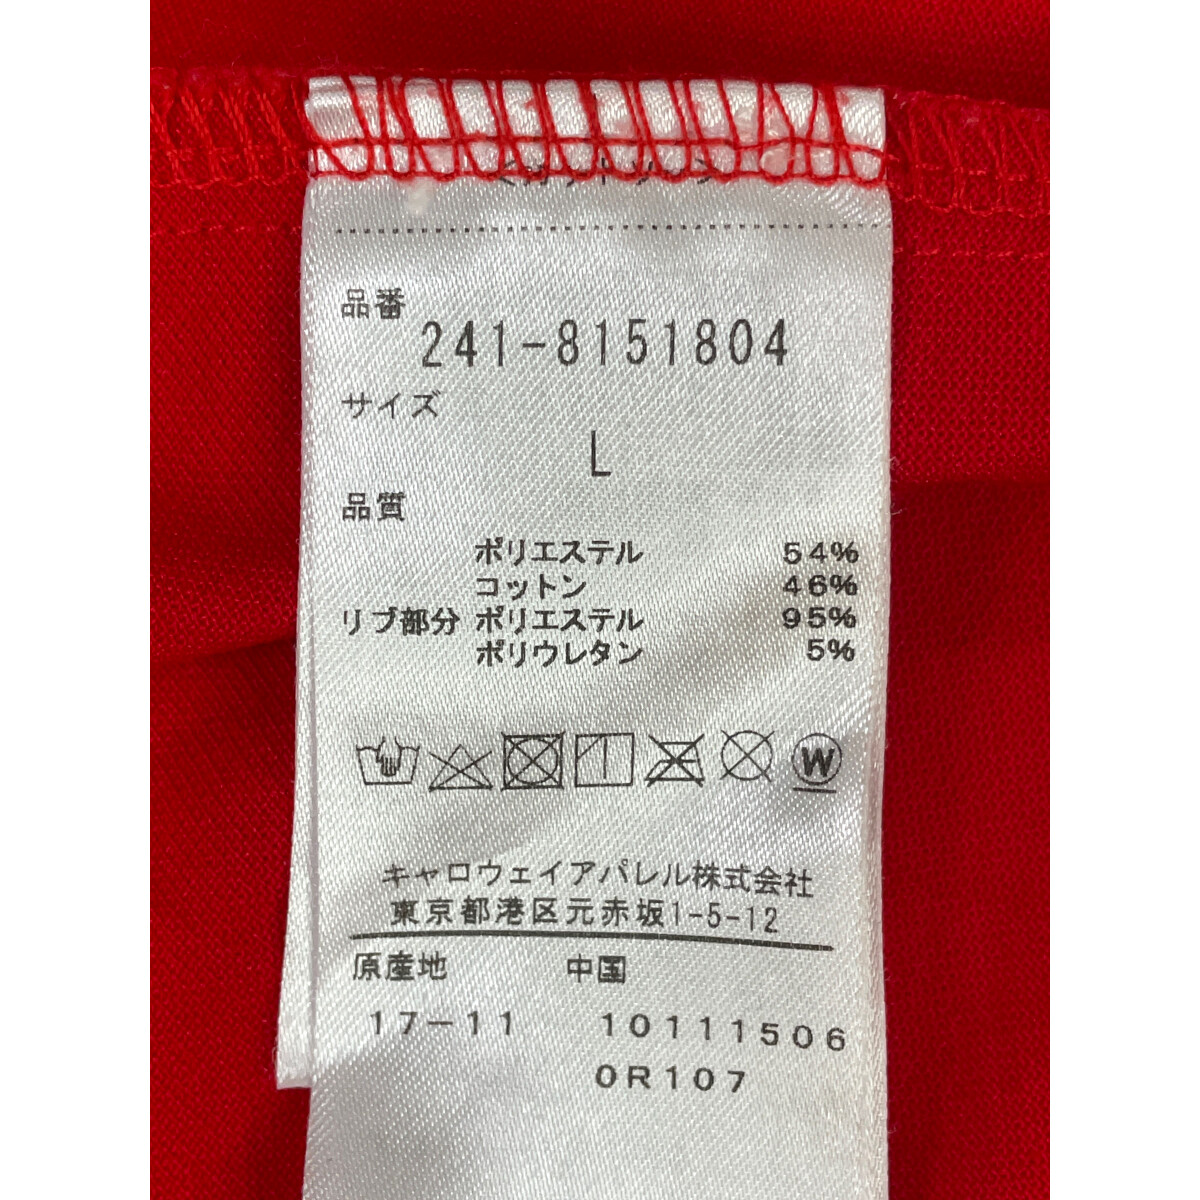 品番
241-8151804
サイズ
L
品質
ポリエステル 54%
コットン 46%
リブ部分 ポリエステル 95%
ポリウレタン 5%
W
キャロウェイアパレル株式会社
東京都港区元赤坂1-5-12
原産地 中国
17-11 10111506
0R107